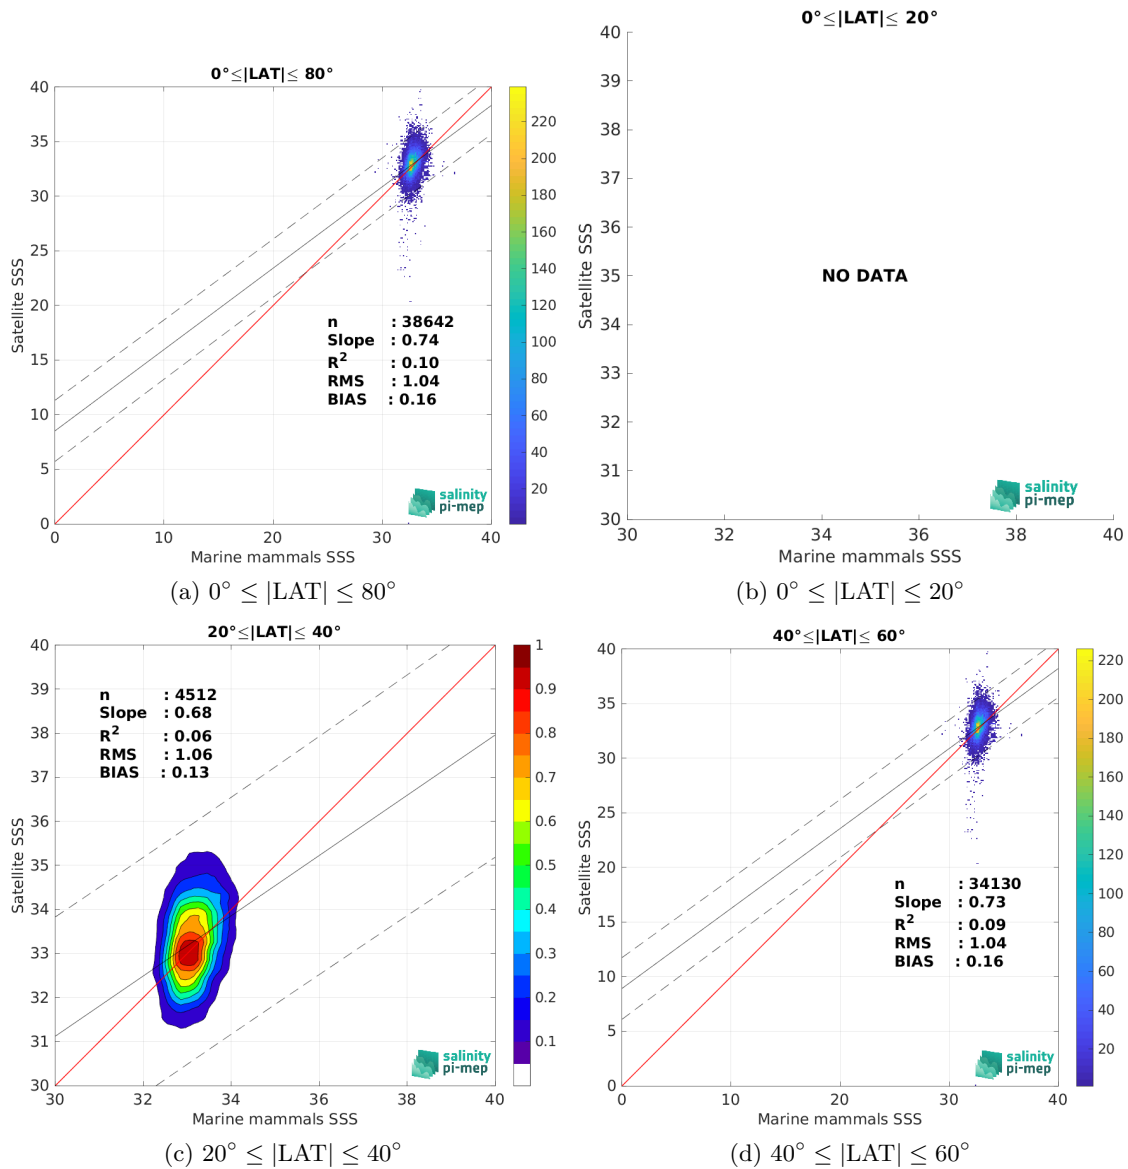 0°≤|LAT|≤ 80°
40
35
30
25
20
15
10
5
0
Satellite SSS
n : 38642
Slope : 0.74
R² : 0.10
RMS : 1.04
BIAS : 0.16
salinity
pi-mep
0 10 20 30 40
Marine mammals SSS
220
200
180
160
140
120
100
80
60
40
20
(a) 0° ≤ |LAT| ≤ 80°
0°≤|LAT|≤ 20°
40
39
38
37
36
35
34
33
32
31
30
Satellite SSS
NO DATA
salinity
pi-mep
30 32 34 36 38 40
Marine mammals SSS
(b) 0° ≤ |LAT| ≤ 20°
20°≤|LAT|≤ 40°
40
39
38
37
36
35
34
33
32
31
30
Satellite SSS
n : 4512
Slope : 0.68
R² : 0.06
RMS : 1.06
BIAS : 0.13
salinity
pi-mep
30 32 34 36 38 40
Marine mammals SSS
1
0.9
0.8
0.7
0.6
0.5
0.4
0.3
0.2
0.1
(c) 20° ≤ |LAT| ≤ 40°
40°≤|LAT|≤ 60°
40
35
30
25
20
15
10
5
0
Satellite SSS
n : 34130
Slope : 0.73
R² : 0.09
RMS : 1.04
BIAS : 0.16
salinity
pi-mep
0 10 20 30 40
Marine mammals SSS
220
200
180
160
140
120
100
80
60
40
20
(d) 40° ≤ |LAT| ≤ 60°